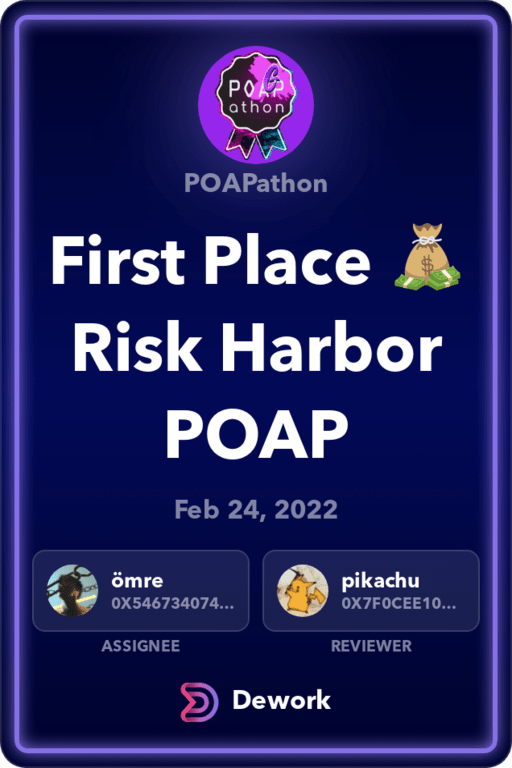 POAP
athon
POAPathon
First Place 💰
Risk Harbor
POAP
Feb 24, 2022
ömre
0X546734074...
pikachu
0X7F0CEE10...
ASSIGNEE
REVIEWER
Dework